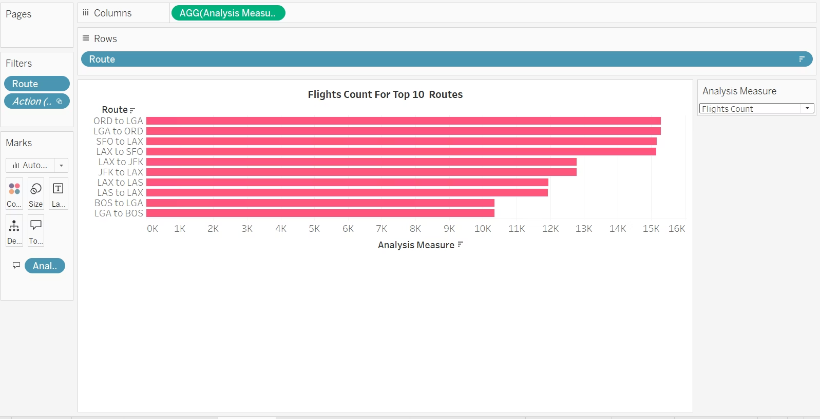 Pages
Columns
AGG(Analysis Measu..
Rows
Route
Filters
Route
Action (..
Marks
Auto...
Co...
Size
La...
De...
To...
Anal..
Flights Count For Top 10 Routes
Route
ORD to LGA
LGA to ORD
SFO to LAX
LAX to SFO
LAX to JFK
JFK to LAX
LAX to LAS
LAS to LAX
BOS to LGA
LGA to BOS
0K 1K 2K 3K 4K 5K 6K 7K 8K 9K 10K 11K 12K 13K 14K 15K 16K
Analysis Measure
Analysis Measure
Flights Count